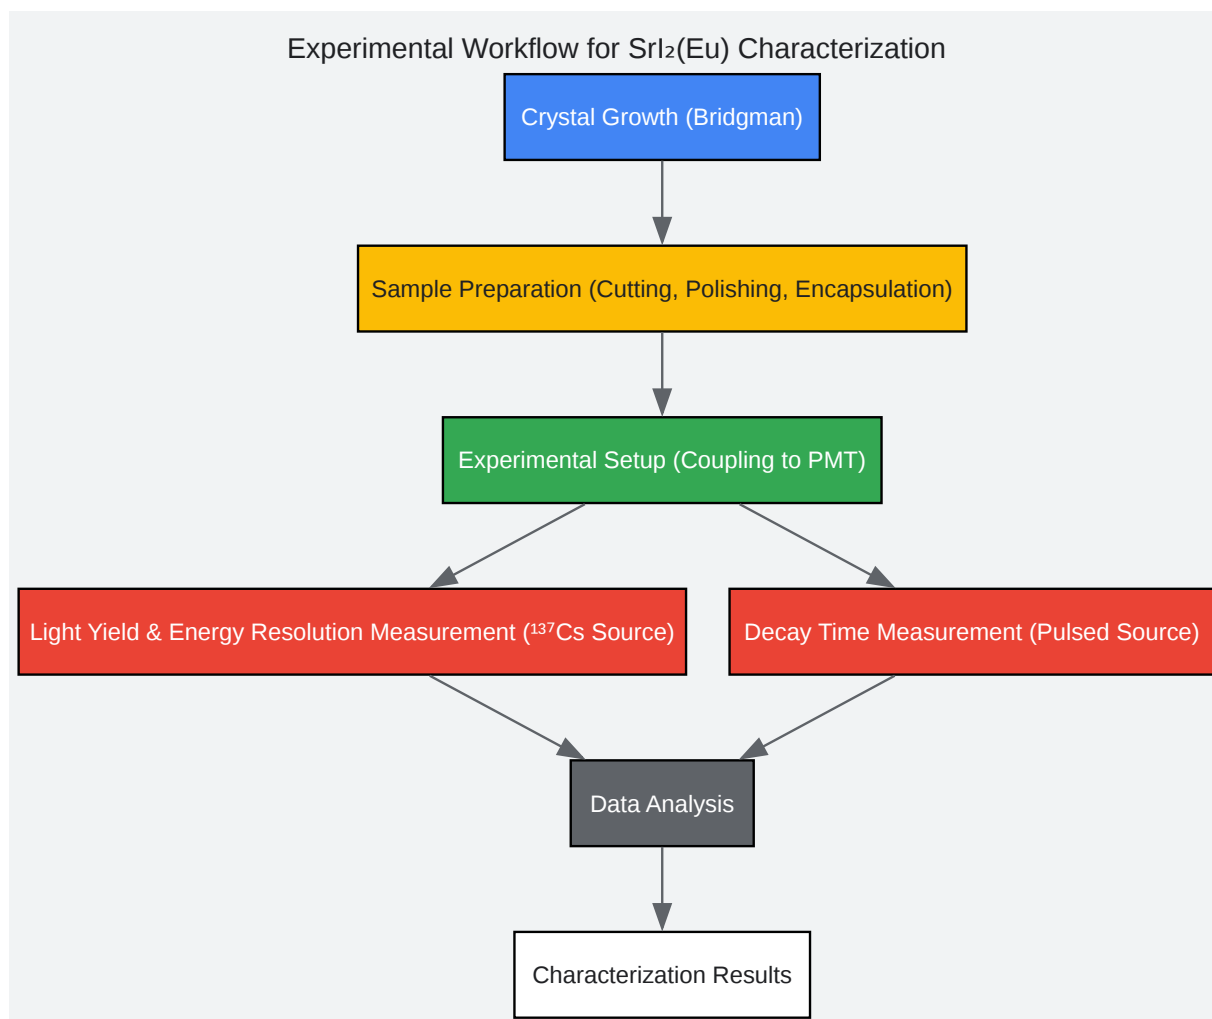 Experimental Workflow for SrI₂(Eu) Characterization
Crystal Growth (Bridgman)
Sample Preparation (Cutting, Polishing, Encapsulation)
Experimental Setup (Coupling to PMT)
Light Yield & Energy Resolution Measurement (¹³⁷Cs Source)
Decay Time Measurement (Pulsed Source)
Data Analysis
Characterization Results